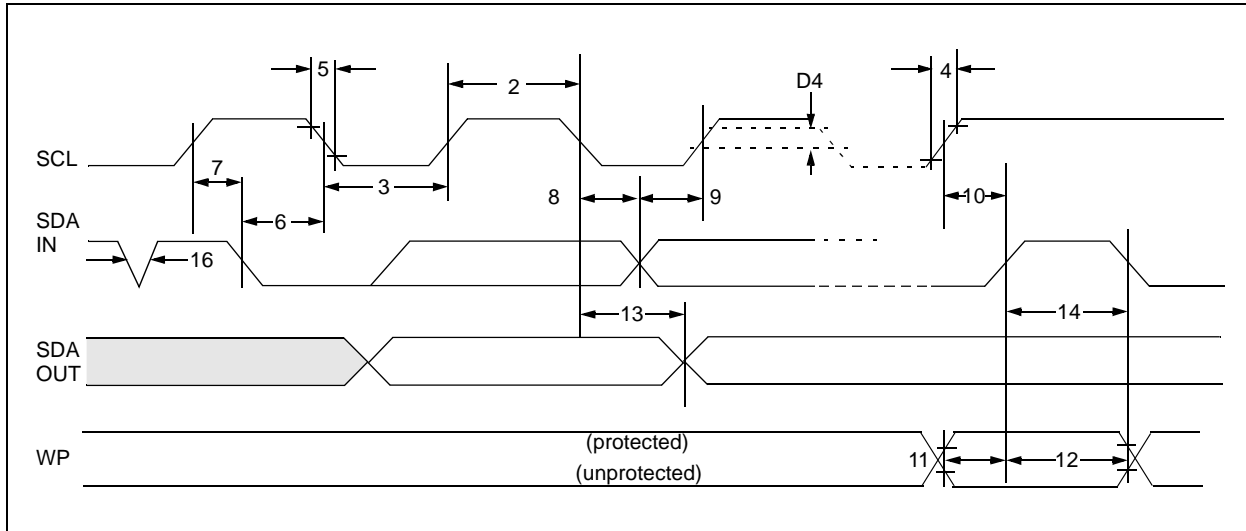 5
2
D4
4
SCL
7
3
8
9
10
6
SDA
IN
16
13
14
SDA
OUT
WP
(protected)
(unprotected)
11
12